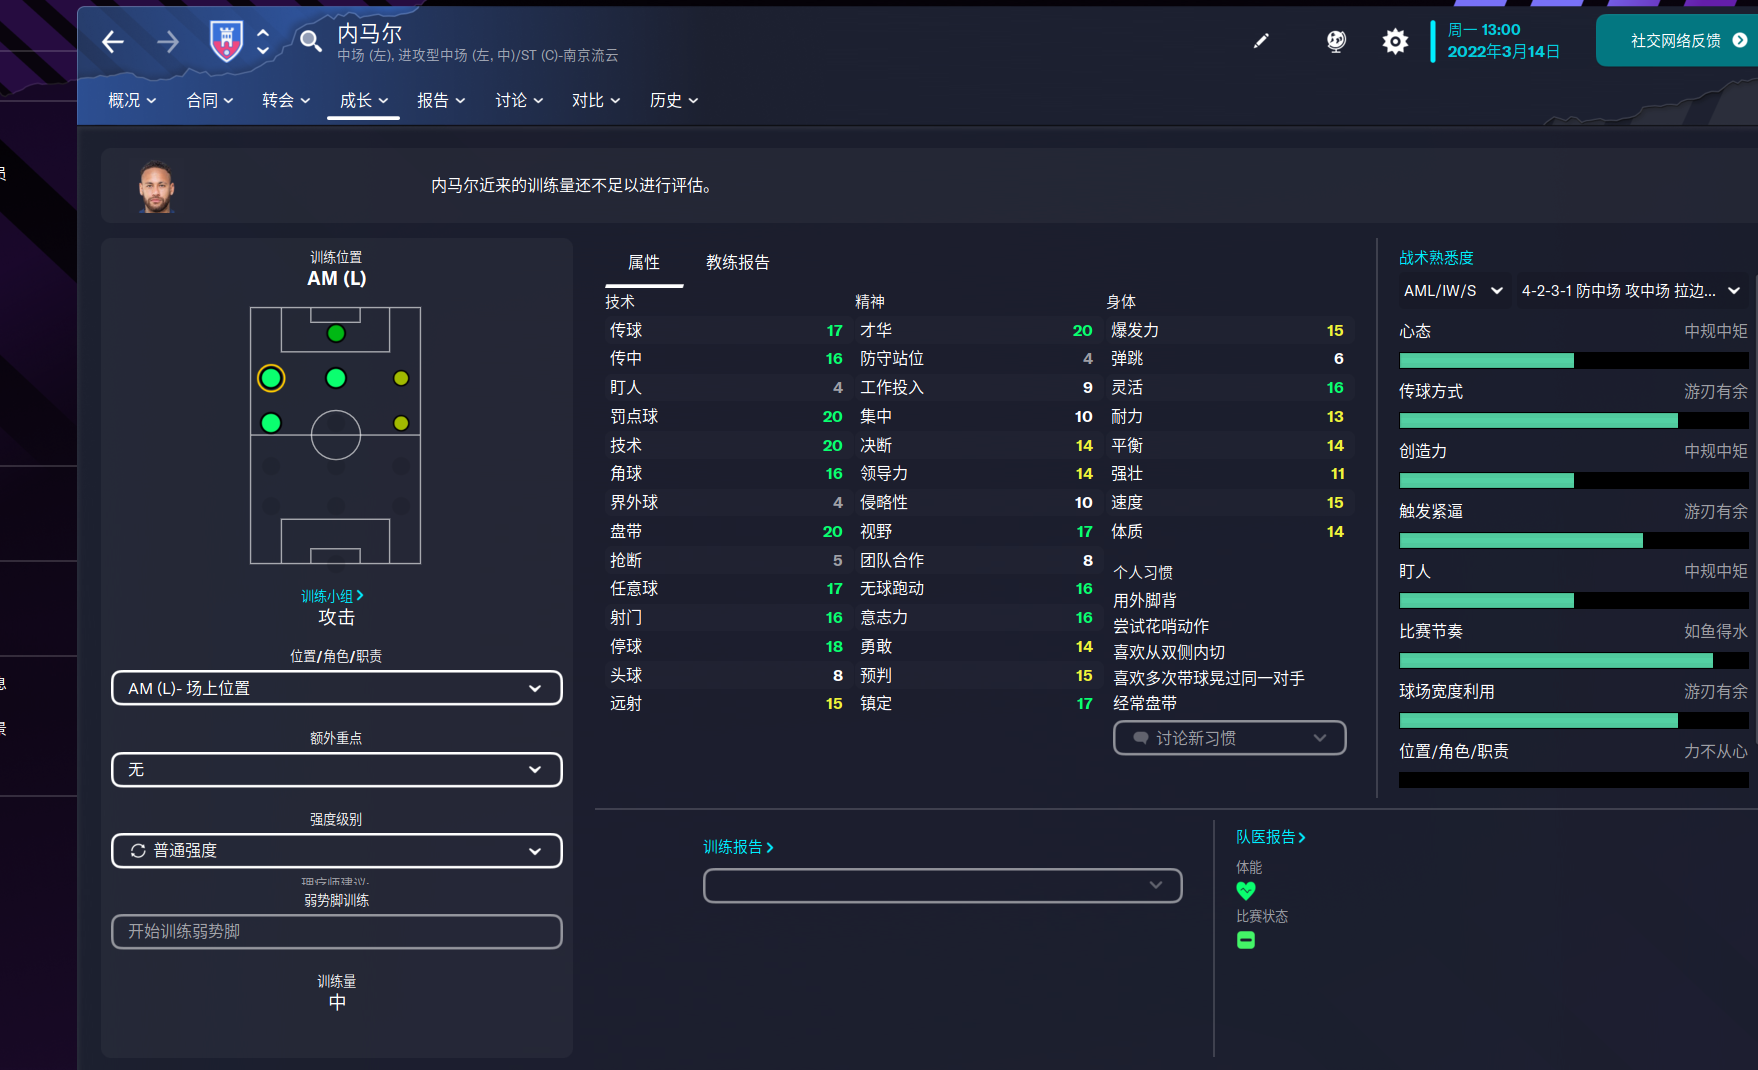 内马尔
中场 (左), 进攻型中场 (左, 中)/ST (C)-南京流云
周一 13:00
2022年3月14日
社交网络反馈
概况 合同 转会 成长 报告 讨论 对比 历史
内马尔近来的训练量还不足以进行评估。
训练位置
AM (L)
训练小组
攻击
位置/角色/职责
AM (L)- 场上位置
额外重点
无
强度级别
普通强度
理疗师建议:
弱势脚训练
开始训练弱势脚
训练量
中
属性 教练报告
技术 精神 身体
传球 17 才华 20 爆发力 15
传中 16 防守站位 4 弹跳 6
盯人 4 工作投入 9 灵活 16
罚点球 20 集中 10 耐力 13
技术 20 决断 14 平衡 14
角球 16 领导力 14 强壮 11
界外球 4 侵略性 10 速度 15
盘带 20 视野 17 体质 14
抢断 5 团队合作 8
任意球 17 无球跑动 16
射门 16 意志力 16
停球 18 勇敢 14
头球 8 预判 15
远射 15 镇定 17
个人习惯
用外脚背
尝试花哨动作
喜欢从双侧内切
喜欢多次带球晃过同一对手
经常盘带
讨论新习惯
战术熟悉度
AML/IW/S 4-2-3-1 防中场 攻中场 拉边...
心态 中规中矩
传球方式 游刃有余
创造力 中规中矩
触发紧逼 游刃有余
盯人 中规中矩
比赛节奏 如鱼得水
球场宽度利用 游刃有余
位置/角色/职责 力不从心
训练报告
队医报告
体能
比赛状态